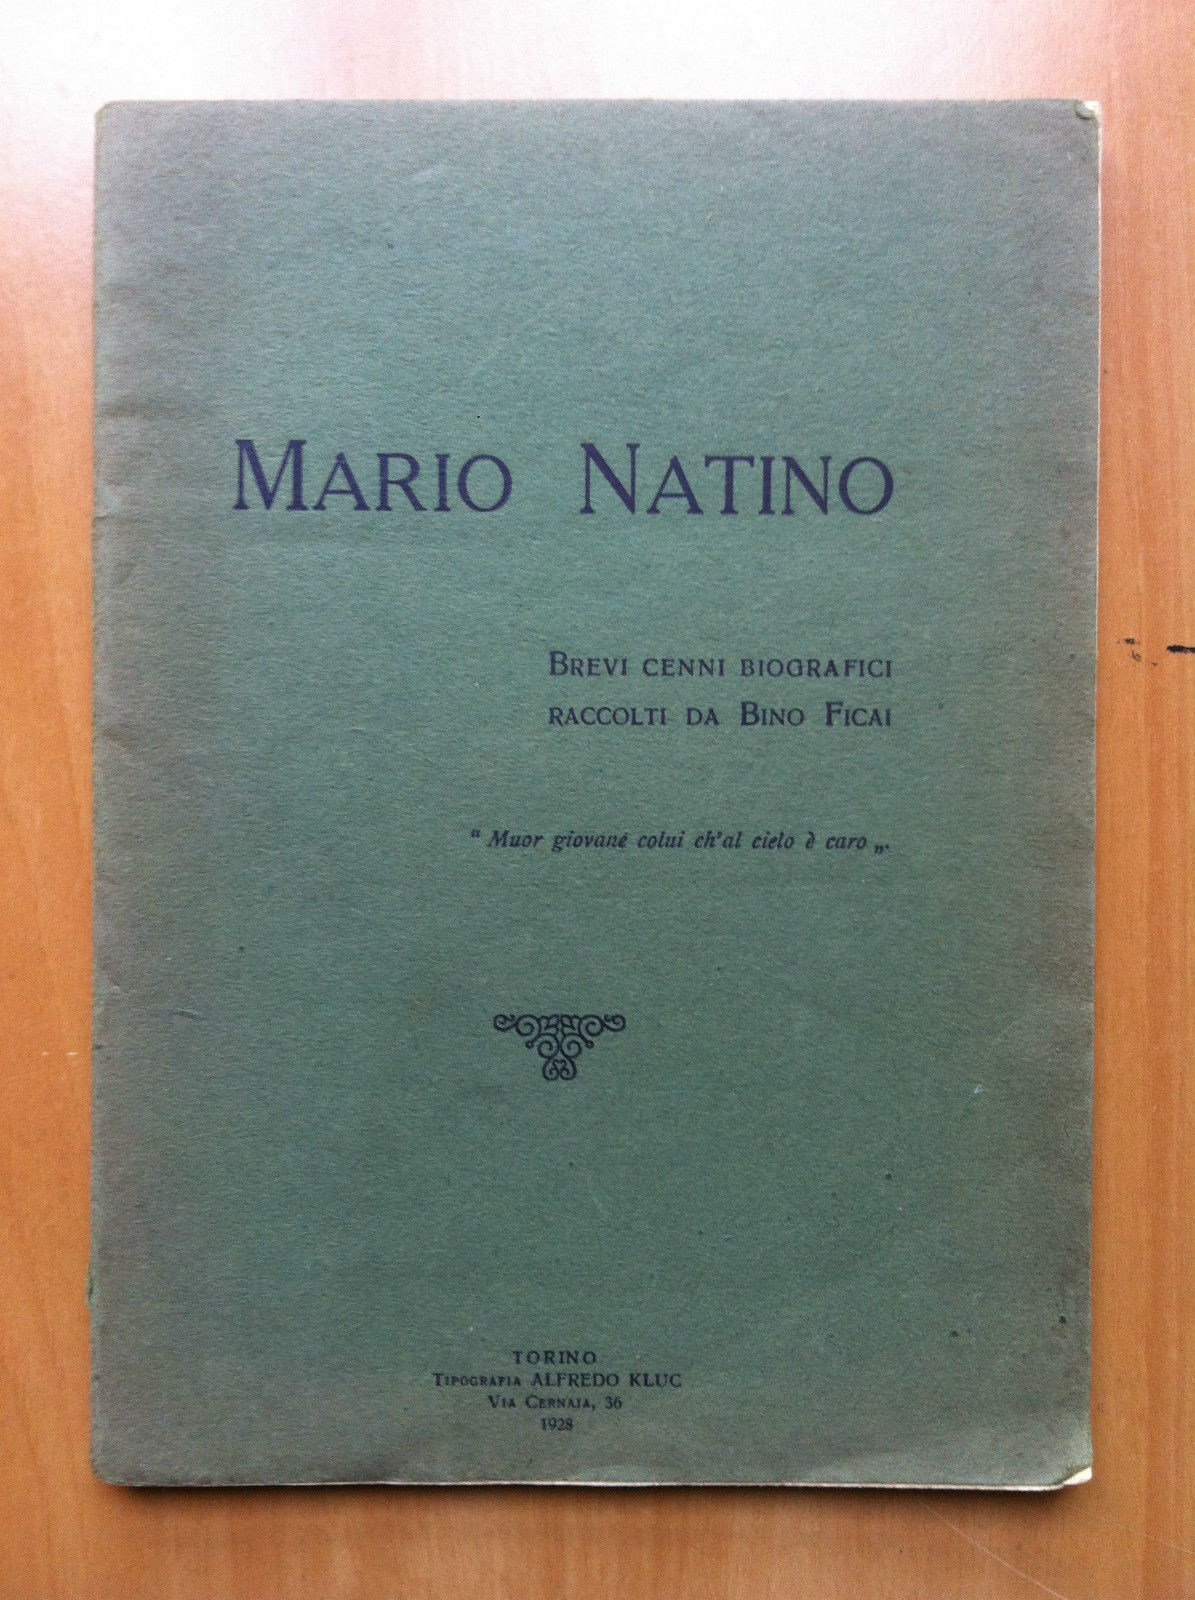 MARIO NATINO
BREVI CENNI BIOGRAFICI
RACCOLTI DA BINO FICAI
“ Muor giovane colui ch'al cielo è caro „.
TORINO
TIPOGRAFIA ALFREDO KLUC
VIA CERNAIA, 36
1928